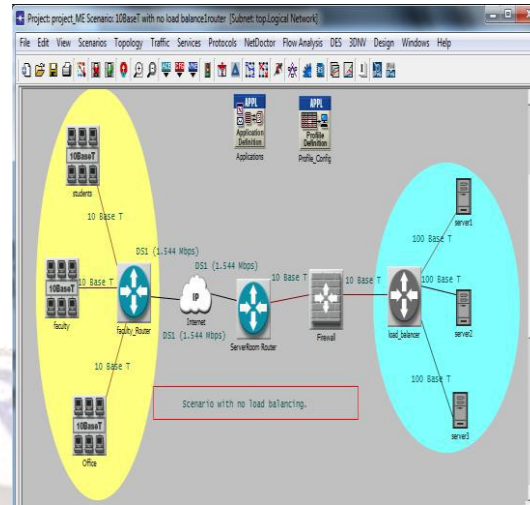 Project: project_ME Scenario: 10BaseT with no load balance1router [Subnet: top.Logical Network]
File Edit View Scenarios Topology Traffic Services Protocols NetDoctor Flow Analysis DES 3DNV Design Windows Help
APPL
Application
Definition
Applications
APPL
Profile
Definition
Profile_Config
10BaseT
students
10 Base T
10BaseT
faculty
10 Base T
10BaseT
Office
10 Base T
faculty_Router
DS1 (1.544 Mbps)
DS1 (1.544 Mbps)
DS1 (1.544 Mbps)
IP
Internet
ServerRoom Router
10 Base T
Firewall
10 Base T
load_balancer
100 Base T
server1
100 Base T
server2
100 Base T
server3
Scenario with no load balancing.